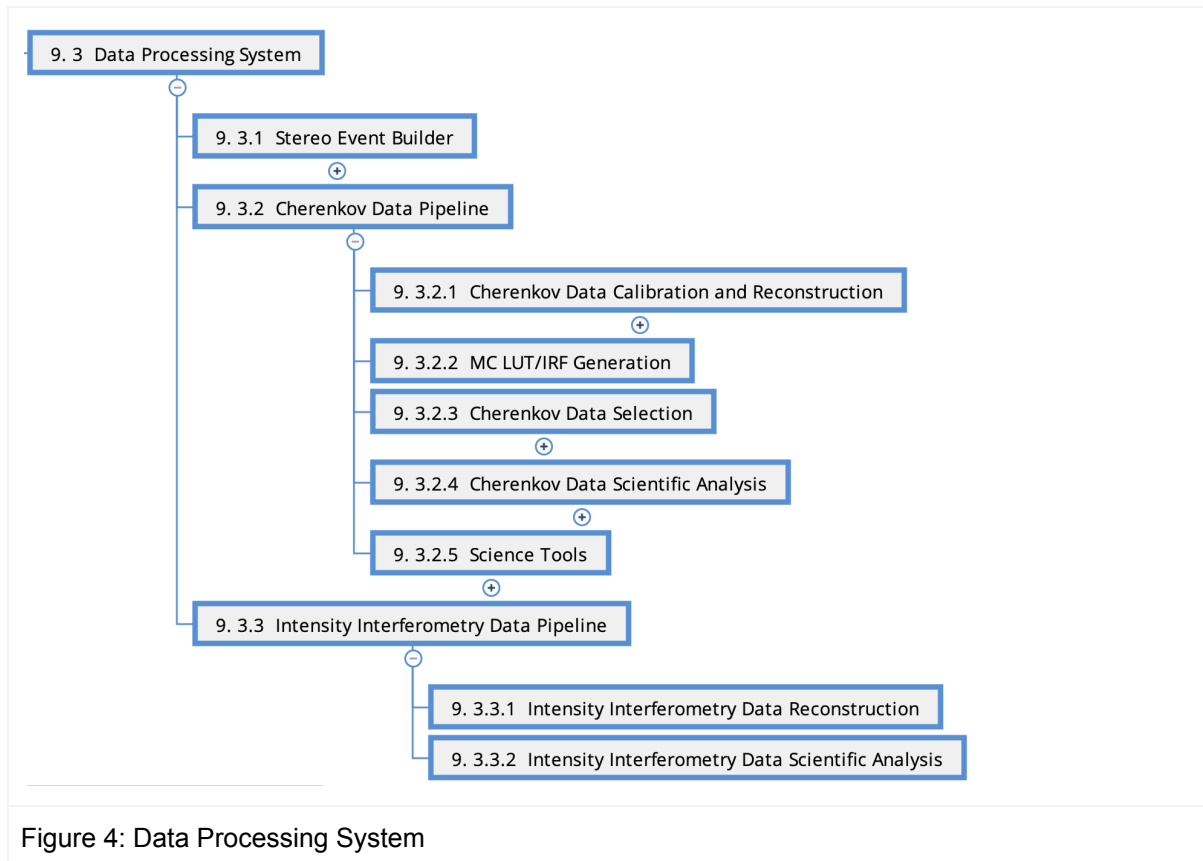 9. 3 Data Processing System
9. 3.1 Stereo Event Builder
9. 3.2 Cherenkov Data Pipeline
9. 3.2.1 Cherenkov Data Calibration and Reconstruction
9. 3.2.2 MC LUT/IRF Generation
9. 3.2.3 Cherenkov Data Selection
9. 3.2.4 Cherenkov Data Scientific Analysis
9. 3.2.5 Science Tools
9. 3.3 Intensity Interferometry Data Pipeline
9. 3.3.1 Intensity Interferometry Data Reconstruction
9. 3.3.2 Intensity Interferometry Data Scientific Analysis
Figure 4: Data Processing System